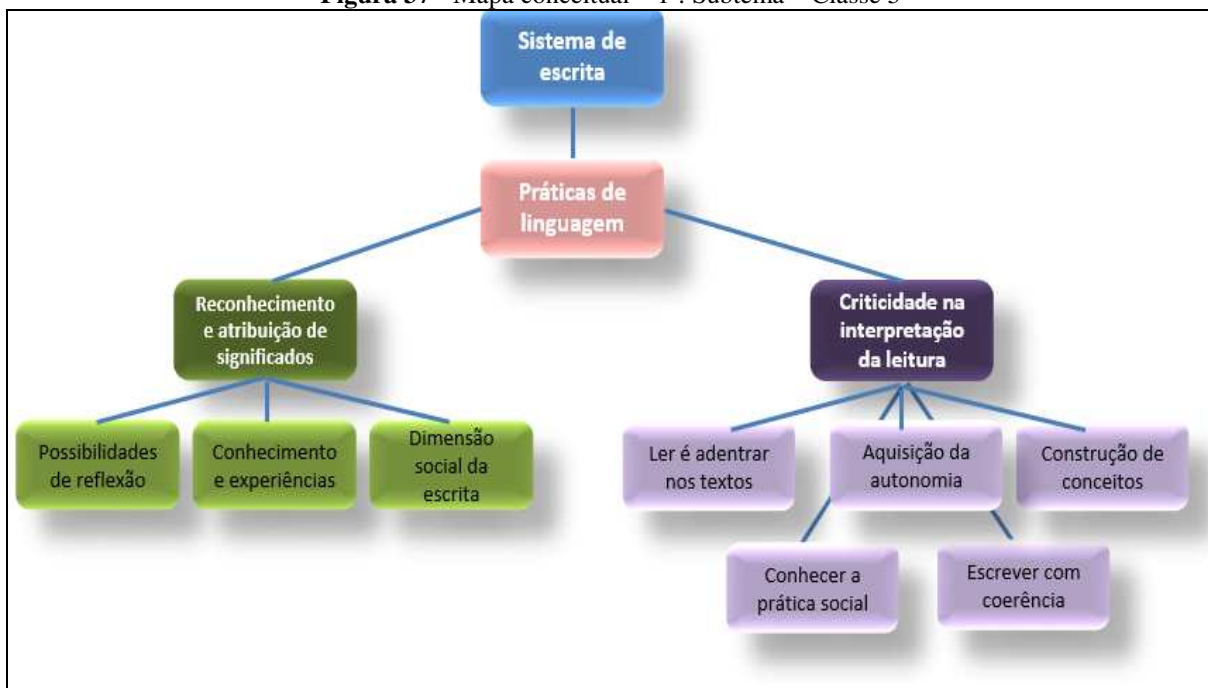 Mapa conceitual
Subtema
Classe
Sistema de
escrita
Práticas de
linguagem
Reconhecimento
e atribuição de
significados
Criticidade na
interpretação
da leitura
Possibilidades
de reflexão
Conhecimento
e experiências
Dimensão
social da
escrita
Ler é adentrar
nos textos
Aquisição da
autonomia
Construção de
conceitos
Conhecer a
prática social
Escrever com
coerência